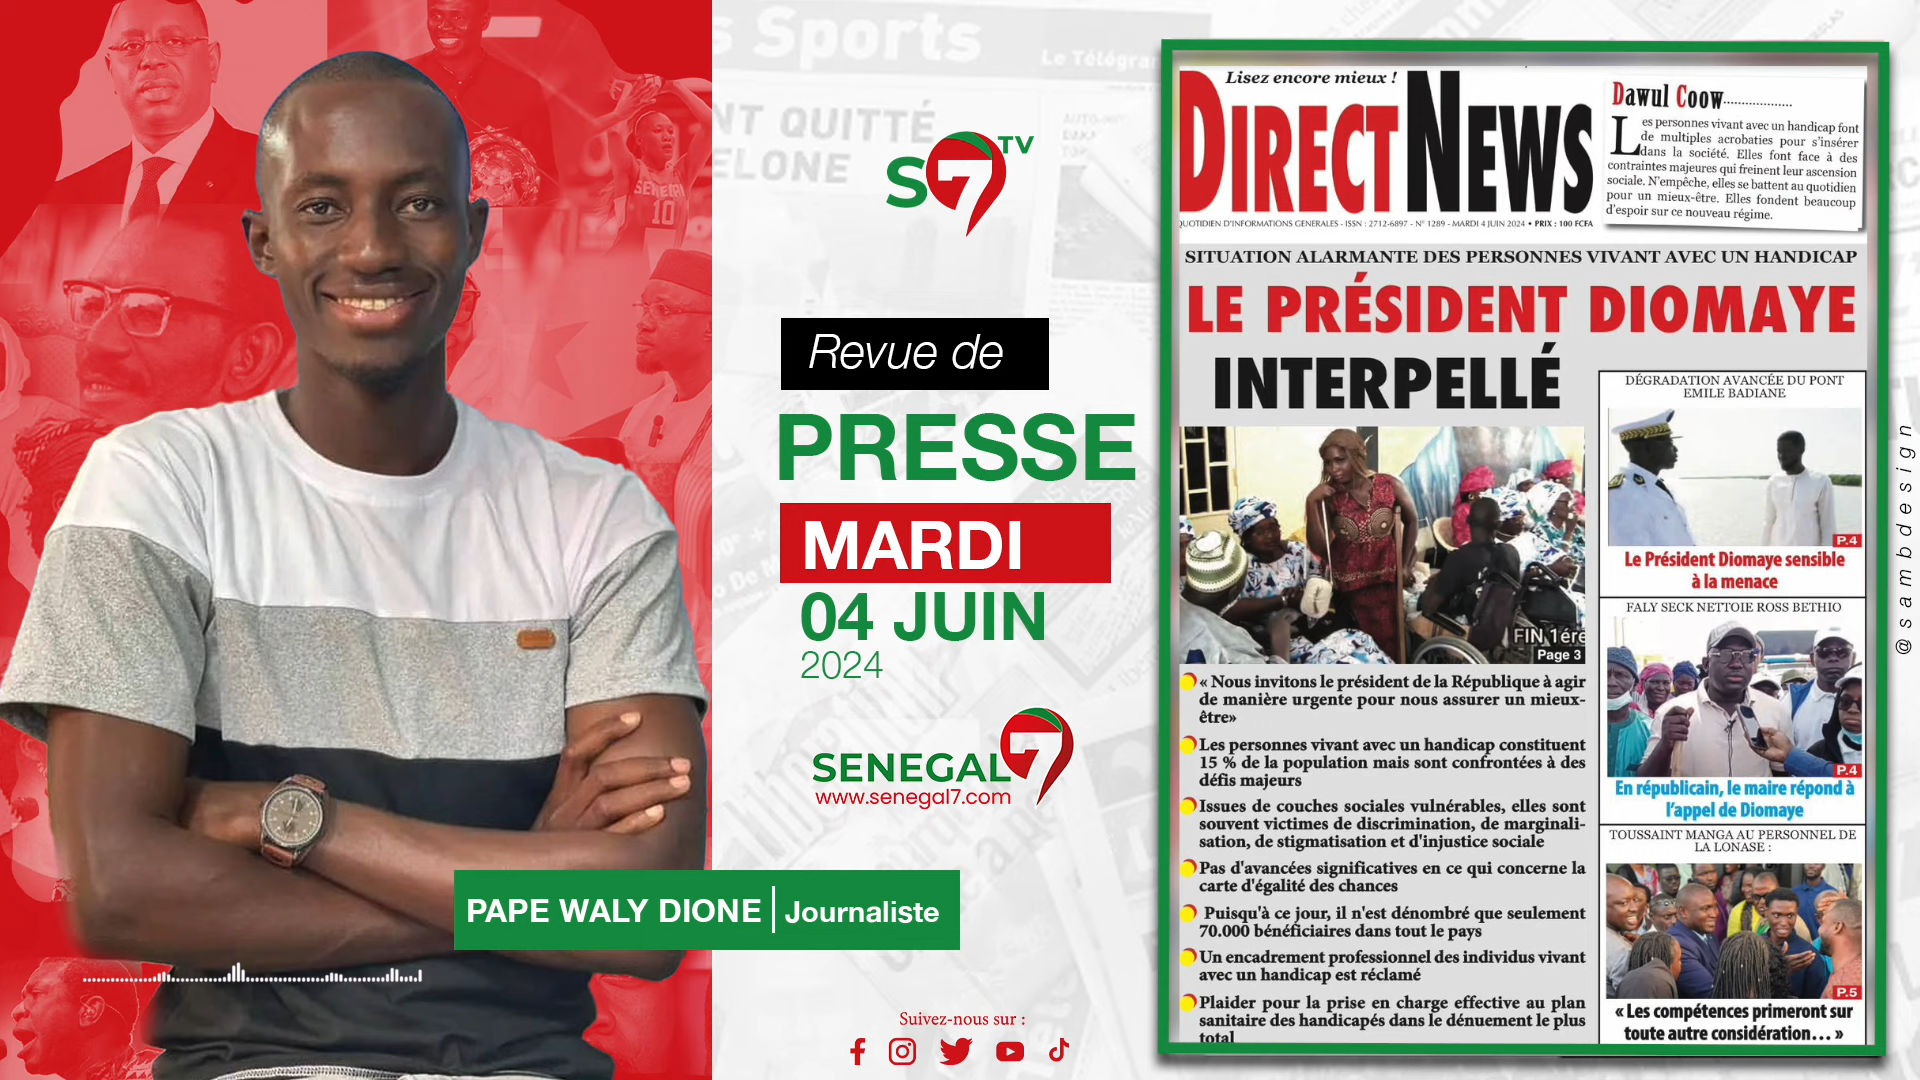 s Sports
Le Télégra
NT QUITTÉ
ELONE
SENEGAL
10
S7 TV
Revue de
PRESSE
MARDI
04 JUIN
2024
SENEGAL7
www.senegal7.com
PAPE WALY DIONE | Journaliste
Suivez-nous sur :
Lisez encore mieux !
DIRECT NEWS
QUOTIDIEN D'INFORMATIONS GENERALES - ISSN : 2712-6897 - N° 1289 - MARDI 4 JUIN 2024 • PRIX : 100 FCFA
Dawul Coow...................
Les personnes vivant avec un handicap font
de multiples acrobaties pour s'insérer
dans la société. Elles font face à des
contraintes majeures qui freinent leur ascension
sociale. N'empêche, elles se battent au quotidien
pour un mieux-être. Elles fondent beaucoup
d'espoir sur ce nouveau régime.
SITUATION ALARMANTE DES PERSONNES VIVANT AVEC UN HANDICAP
LE PRÉSIDENT DIOMAYE
INTERPELLÉ
FIN 1ére
Page 3
« Nous invitons le président de la République à agir
de manière urgente pour nous assurer un mieux-
être»
Les personnes vivant avec un handicap constituent
15 % de la population mais sont confrontées à des
défis majeurs
Issues de couches sociales vulnérables, elles sont
souvent victimes de discrimination, de marginali-
sation, de stigmatisation et d'injustice sociale
Pas d'avancées significatives en ce qui concerne la
carte d'égalité des chances
Puisqu'à ce jour, il n'est dénombré que seulement
70.000 bénéficiaires dans tout le pays
Un encadrement professionnel des individus vivant
avec un handicap est réclamé
Plaider pour la prise en charge effective au plan
sanitaire des handicapés dans le dénuement le plus
total
DÉGRADATION AVANCÉE DU PONT
EMILE BADIANE
P.4
Le Président Diomaye sensible
à la menace
FALY SECK NETTOIE ROSS BETHIO
P.4
En républicain, le maire répond à
l'appel de Diomaye
TOUSSAINT MANGA AU PERSONNEL DE
LA LONASE :
P.5
« Les compétences primeront sur
toute autre considération... »
@sambdesign